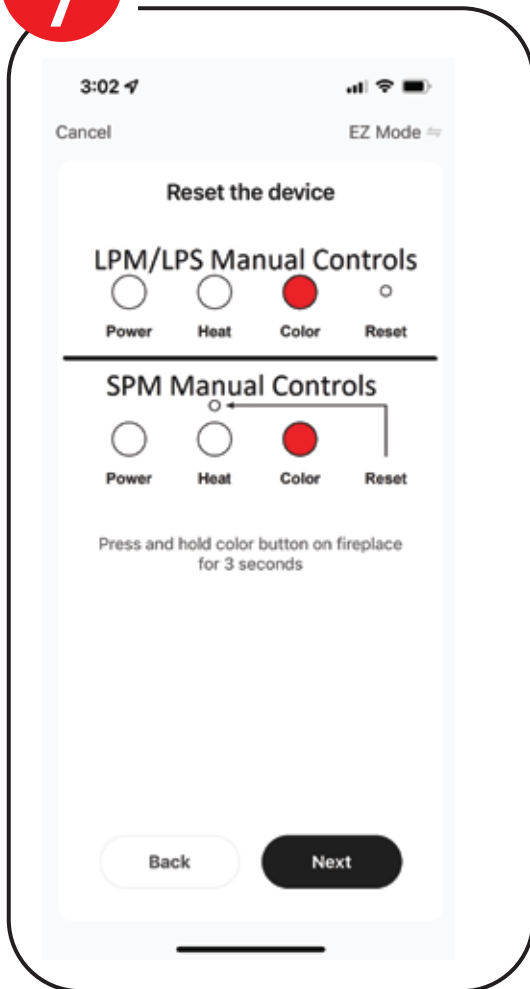 7
3:02
Cancel EZ Mode
Reset the device
LPM/LPS Manual Controls
Power Heat Color Reset
SPM Manual Controls
Power Heat Color Reset
Press and hold color button on fireplace
for 3 seconds
Back Next